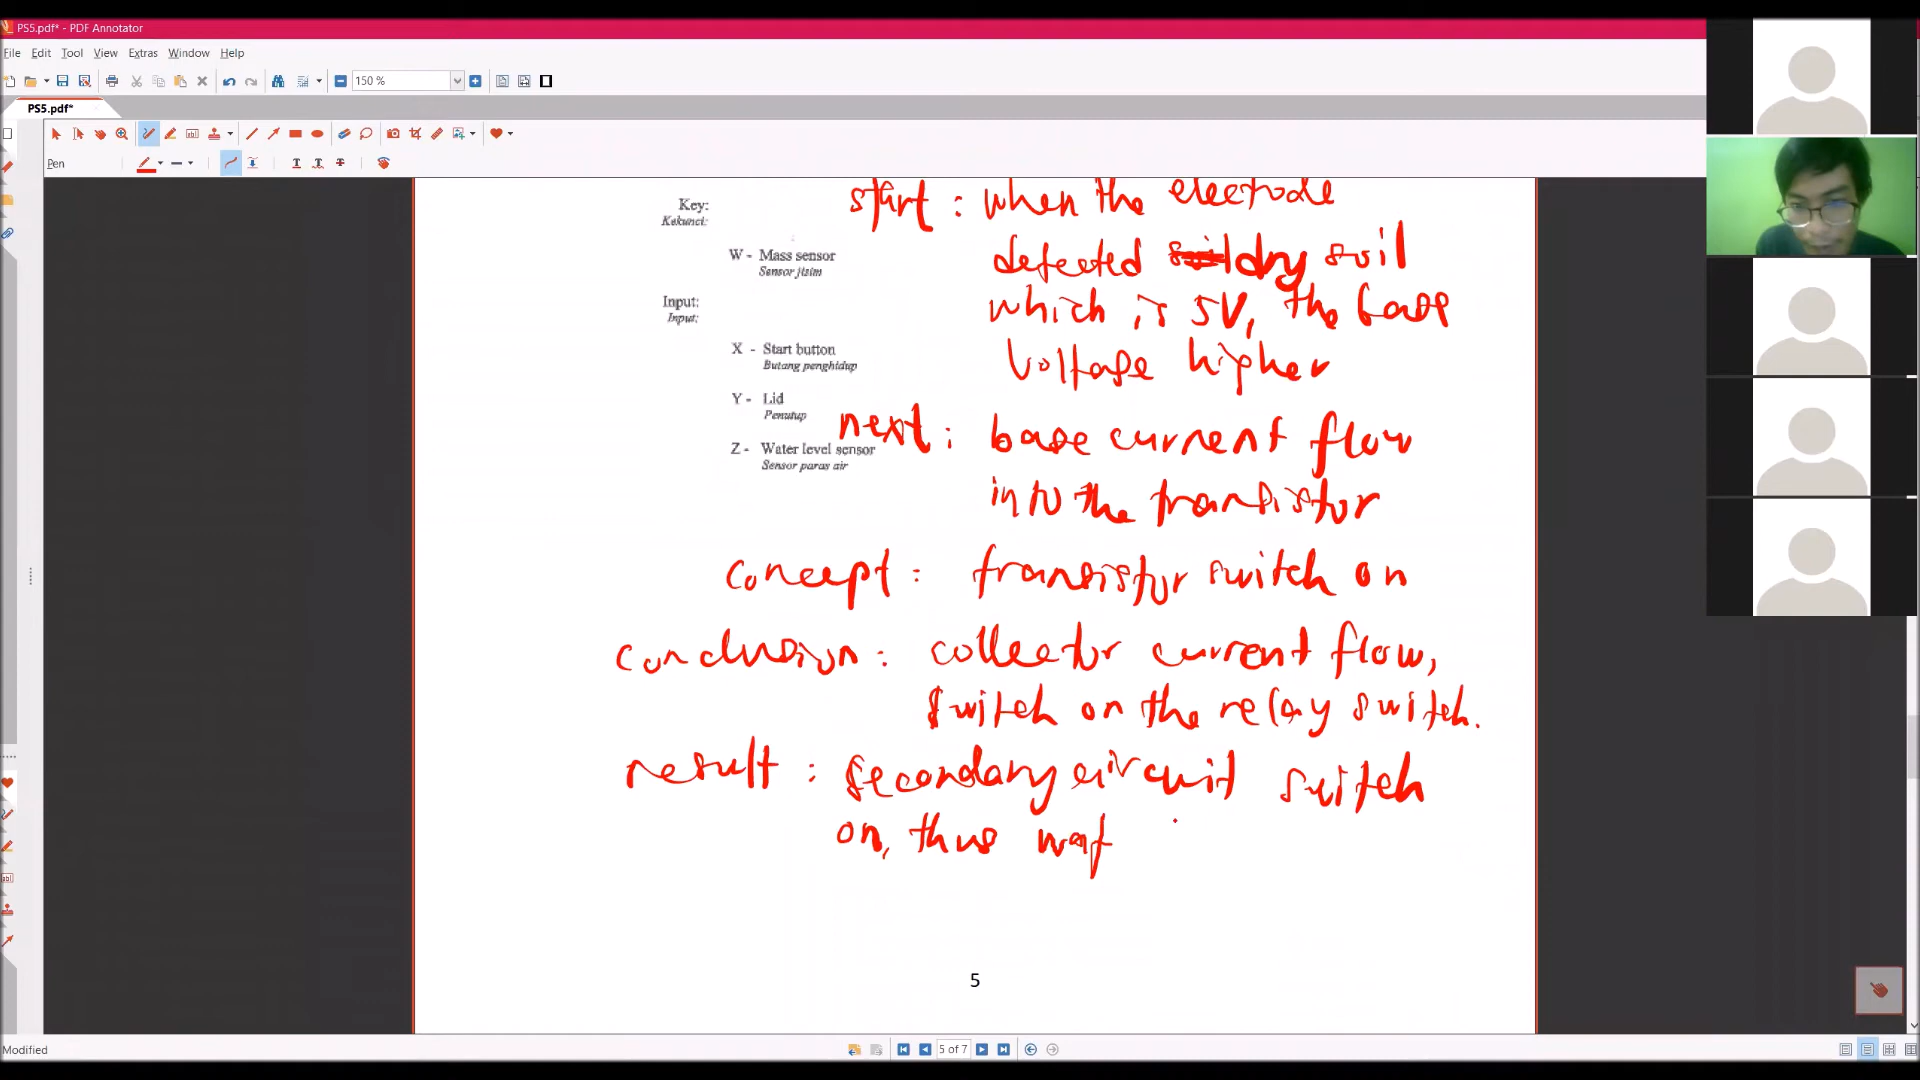 PS5.pdf* - PDF Annotator
File Edit Tool View Extras Window Help
150 %
PS5.pdf*
Pen
Key:
Kekunci:
W - Mass sensor
Sensor jisim
Input:
Input:
X - Start button
Butang penghidup
Y - Lid
Penutup
Z - Water level sensor
Sensor paras air
start : when the electrode
detected dry soil
which is 5V, the base
voltage higher
next : base current flow
into the transistor
concept : transistor switch on
conclusion : collector current flow,
switch on the relay switch.
result : secondary circuit switch
on, thus wat
5
Modified
5 of 7